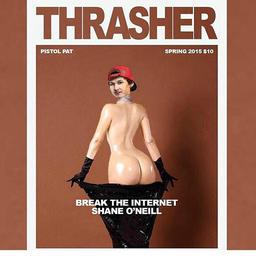 THRASHER
PISTOL PAT
SPRING 2015 $10
BREAK THE INTERNET
SHANE O'NEILL